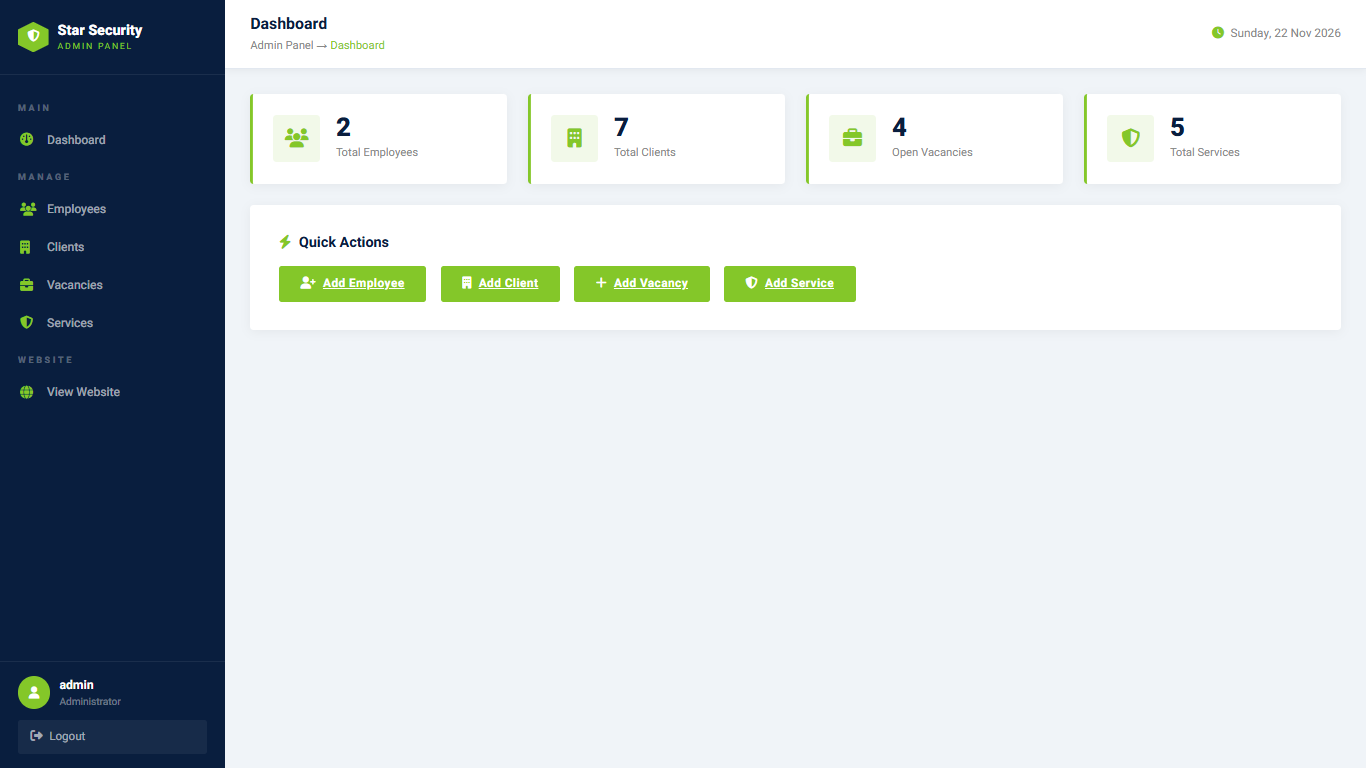 Star Security
ADMIN PANEL
MAIN
Dashboard
MANAGE
Employees
Clients
Vacancies
Services
WEBSITE
View Website
admin
Administrator
Logout
Dashboard
Admin Panel → Dashboard
Sunday, 22 Nov 2026
2
Total Employees
7
Total Clients
4
Open Vacancies
5
Total Services
Quick Actions
Add Employee
Add Client
Add Vacancy
Add Service